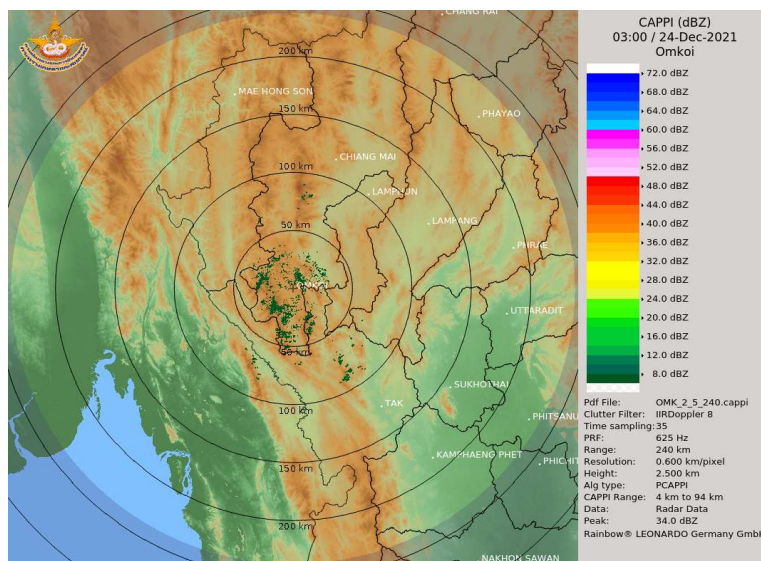 CHANG RAI
200 km
MAE HONG SON
150 km
PHAYAO
CHIANG MAI
100 km
LAMPHUN
50 km
LAMPANG
PHRAE
UTTARADIT
50 km
SUKHOTHAI
100 km
TAK
PHITSANU
150 km
KAMPHAENG PHET
PHICHIT
200 km
NAKHON SAWAN
CAPPI (dBZ)
03:00 / 24-Dec-2021
Omkoi
72.0 dBZ
68.0 dBZ
64.0 dBZ
60.0 dBZ
56.0 dBZ
52.0 dBZ
48.0 dBZ
44.0 dBZ
40.0 dBZ
36.0 dBZ
32.0 dBZ
28.0 dBZ
24.0 dBZ
20.0 dBZ
16.0 dBZ
12.0 dBZ
8.0 dBZ
Pdf File: OMK_2_5_240.cappi
Clutter Filter: IIRDoppler 8
Time sampling:35
PRF: 625 Hz
Range: 240 km
Resolution: 0.600 km/pixel
Height: 2.500 km
Alg type: PCAPPI
CAPPI Range: 4 km to 94 km
Data: Radar Data
Peak: 34.0 dBZ
Rainbow® LEONARDO Germany GmbH